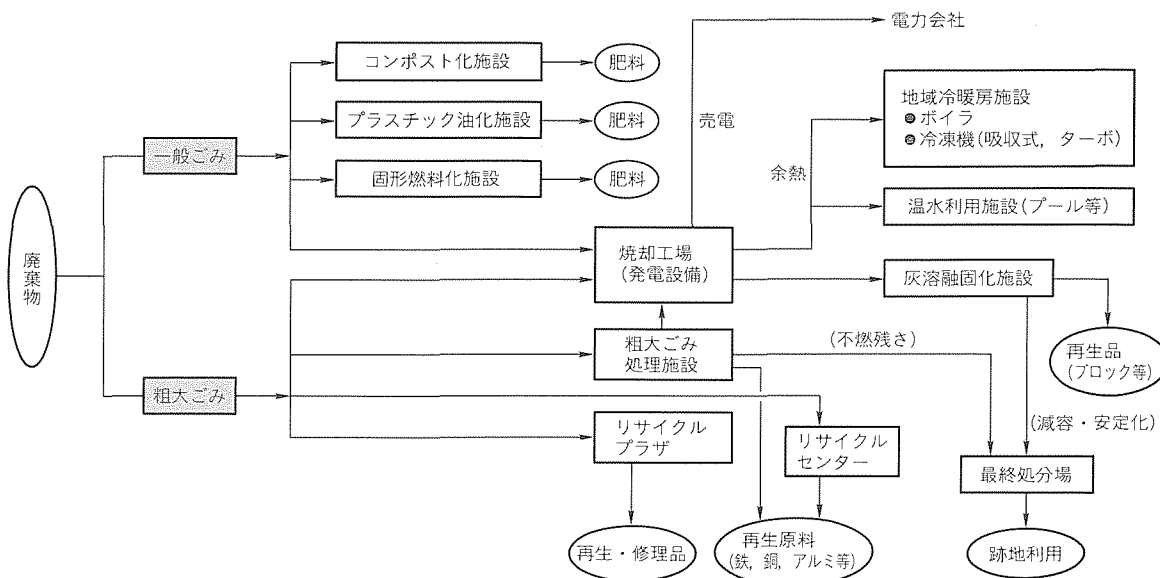 電力会社
コンポスト化施設
肥料
プラスチック油化施設
肥料
固形燃料化施設
肥料
売電
余熱
地域冷暖房施設
●ボイラ
●冷凍機(吸収式,ターボ)
温水利用施設(プール等)
一般ごみ
廃棄物
焼却工場
(発電設備)
灰溶融固化施設
再生品
(ブロック等)
粗大ごみ
処理施設
(不燃残さ)
粗大ごみ
リサイクル
プラザ
リサイクル
センター
(減容・安定化)
最終処分場
再生・修理品
再生原料
(鉄,銅,アルミ等)
跡地利用